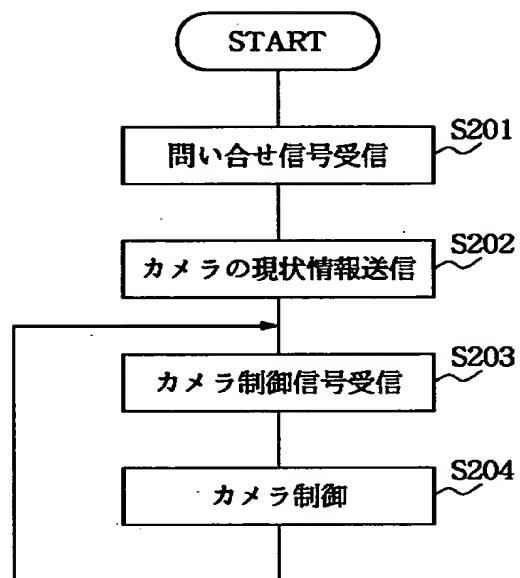 START
S201
問い合せ信号受信
S202
カメラの現状情報送信
S203
カメラ制御信号受信
S204
カメラ制御